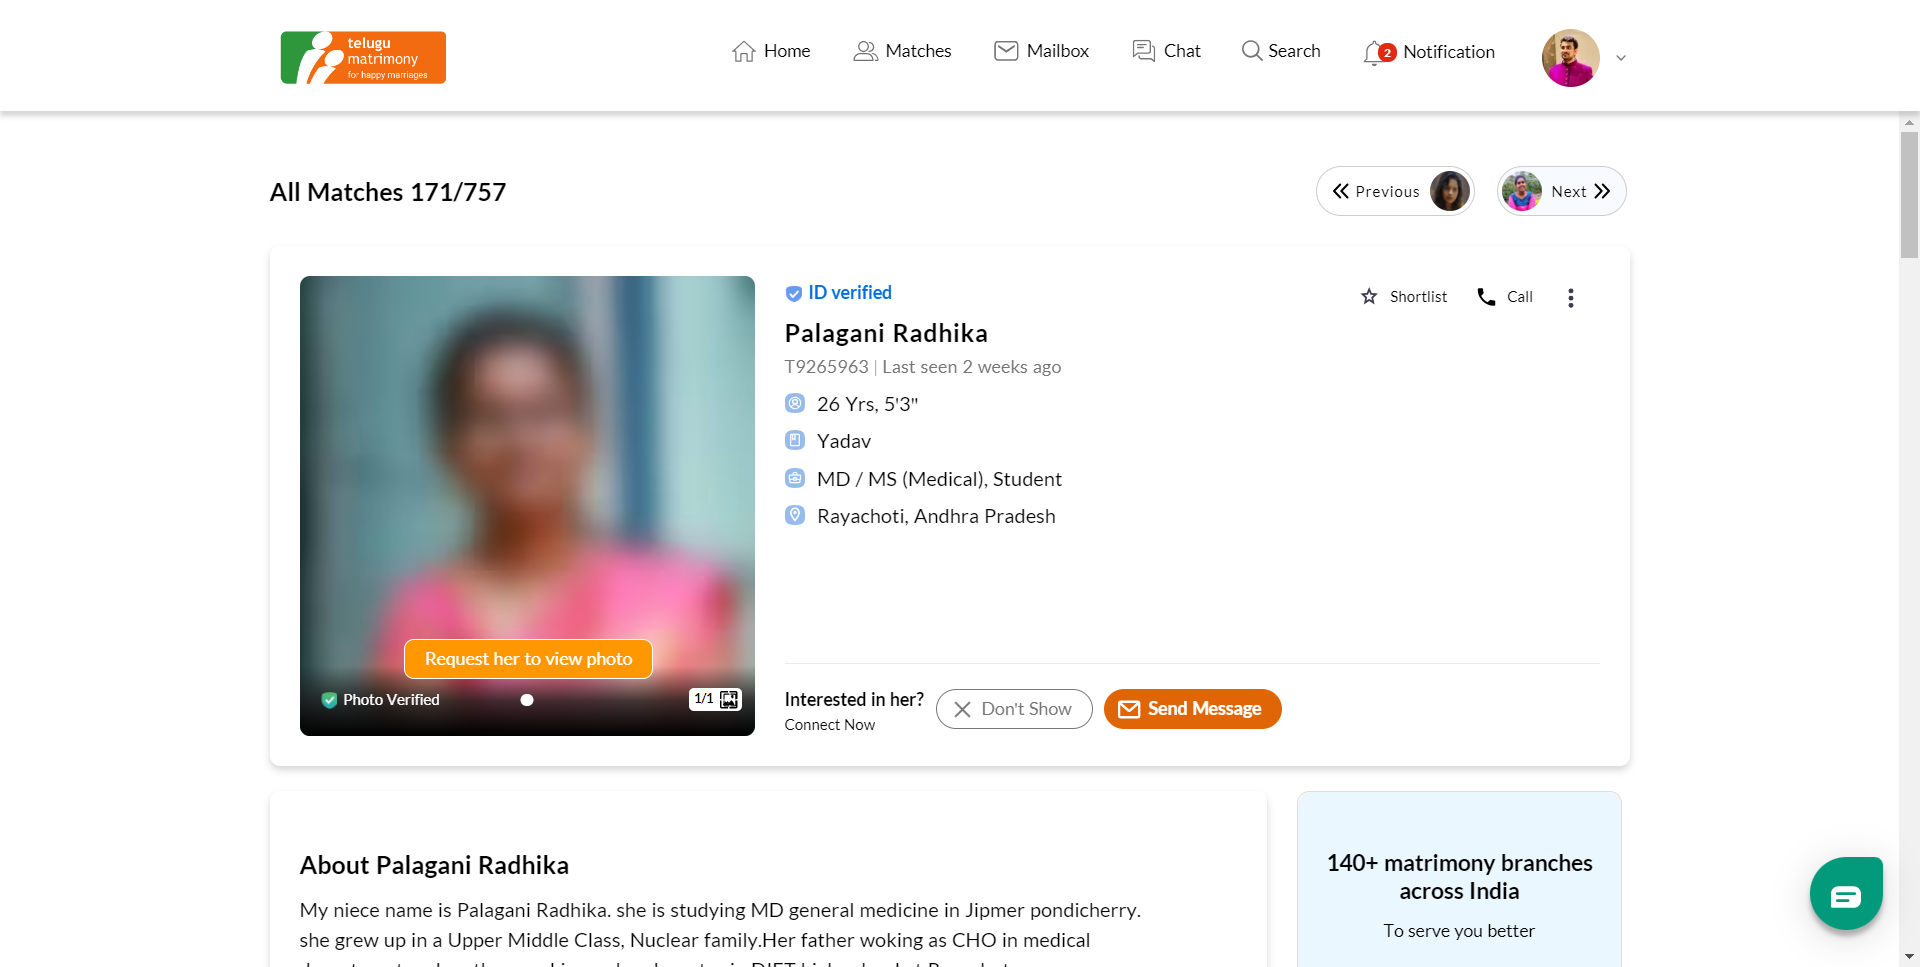 telugu
matrimony
for happy marriages
Home
Matches
Mailbox
Chat
Search
2
Notification
All Matches 171/757
Previous
Next
ID verified
Shortlist
Call
Palagani Radhika
T9265963 | Last seen 2 weeks ago
26 Yrs, 5'3"
Yadav
MD / MS (Medical), Student
Rayachoti, Andhra Pradesh
Request her to view photo
Photo Verified
1/1
Interested in her?
Connect Now
Don't Show
Send Message
About Palagani Radhika
My niece name is Palagani Radhika. she is studying MD general medicine in Jipmer pondicherry.
she grew up in a Upper Middle Class, Nuclear family.Her father woking as CHO in medical
140+ matrimony branches
across India
To serve you better